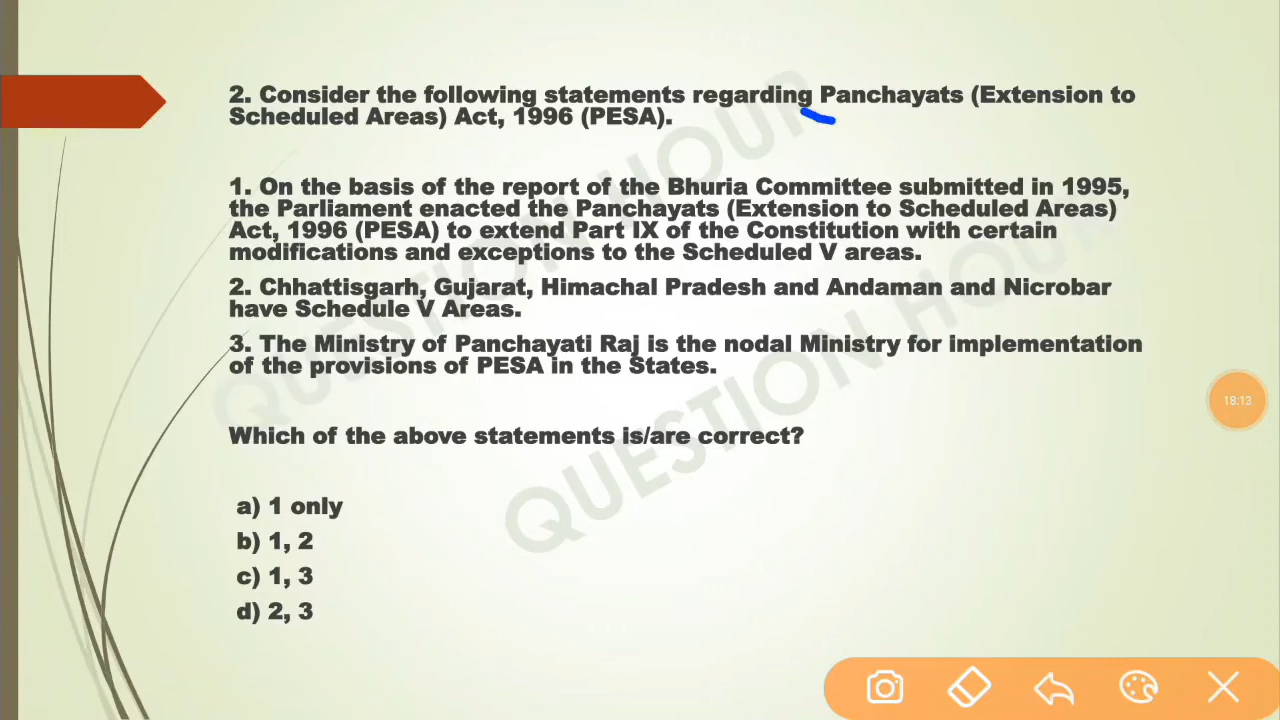 2. Consider the following statements regarding Panchayats (Extension to
Scheduled Areas) Act, 1996 (PESA).
1. On the basis of the report of the Bhuria Committee submitted in 1995,
the Parliament enacted the Panchayats (Extension to Scheduled Areas)
Act, 1996 (PESA) to extend Part IX of the Constitution with certain
modifications and exceptions to the Scheduled V areas.
2. Chhattisgarh, Gujarat, Himachal Pradesh and Andaman and Nicrobar
have Schedule V Areas.
3. The Ministry of Panchayati Raj is the nodal Ministry for implementation
of the provisions of PESA in the States.
Which of the above statements is/are correct?
a) 1 only
b) 1, 2
c) 1, 3
d) 2, 3
18:13
QUESTION HOUR
QUESTION HOUR